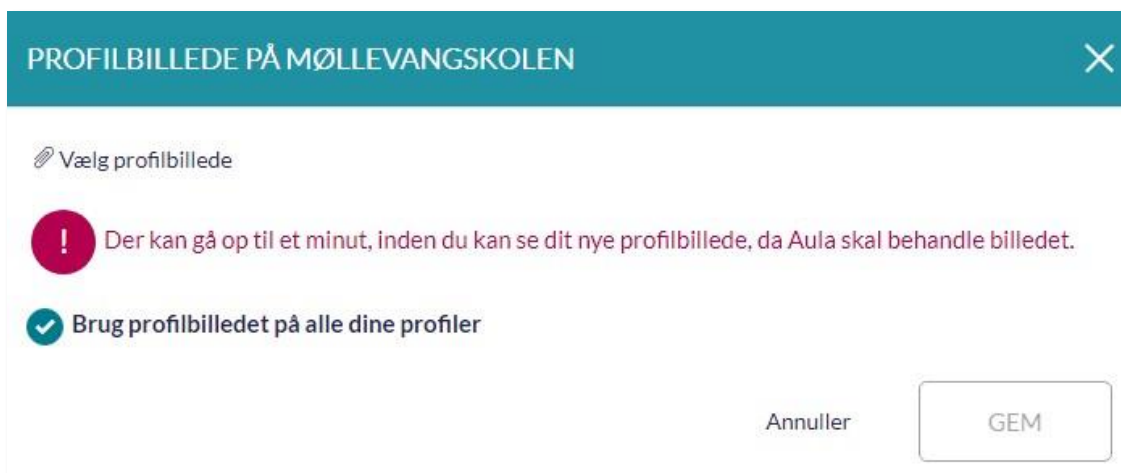 PROFILBILLEDE PÅ MØLLEVANGSKOLEN
Vælg profilbillede
! Der kan gå op til et minut, inden du kan se dit nye profilbillede, da Aula skal behandle billedet.
Brug profilbilledet på alle dine profiler
Annuller GEM